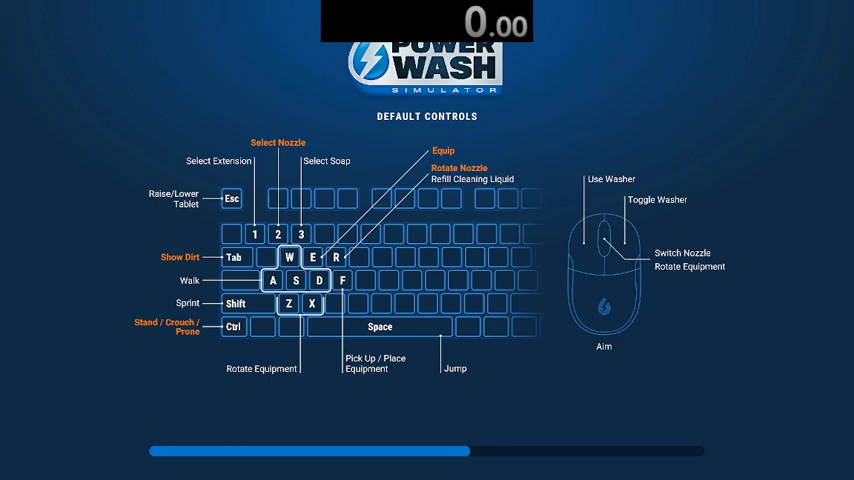 0.00
POWER
WASH
SIMULATOR
DEFAULT CONTROLS
Select Nozzle
Select Extension
Select Soap
Equip
Rotate Nozzle
Refill Cleaning Liquid
Use Washer
Toggle Washer
Raise/Lower
Tablet
Esc
1 2 3
Show Dirt
Tab W E R
Switch Nozzle
Rotate Equipment
Walk
A S D F
Sprint
Shift Z X
Stand / Crouch /
Prone
Ctrl Space
Aim
Rotate Equipment
Pick Up / Place
Equipment
Jump